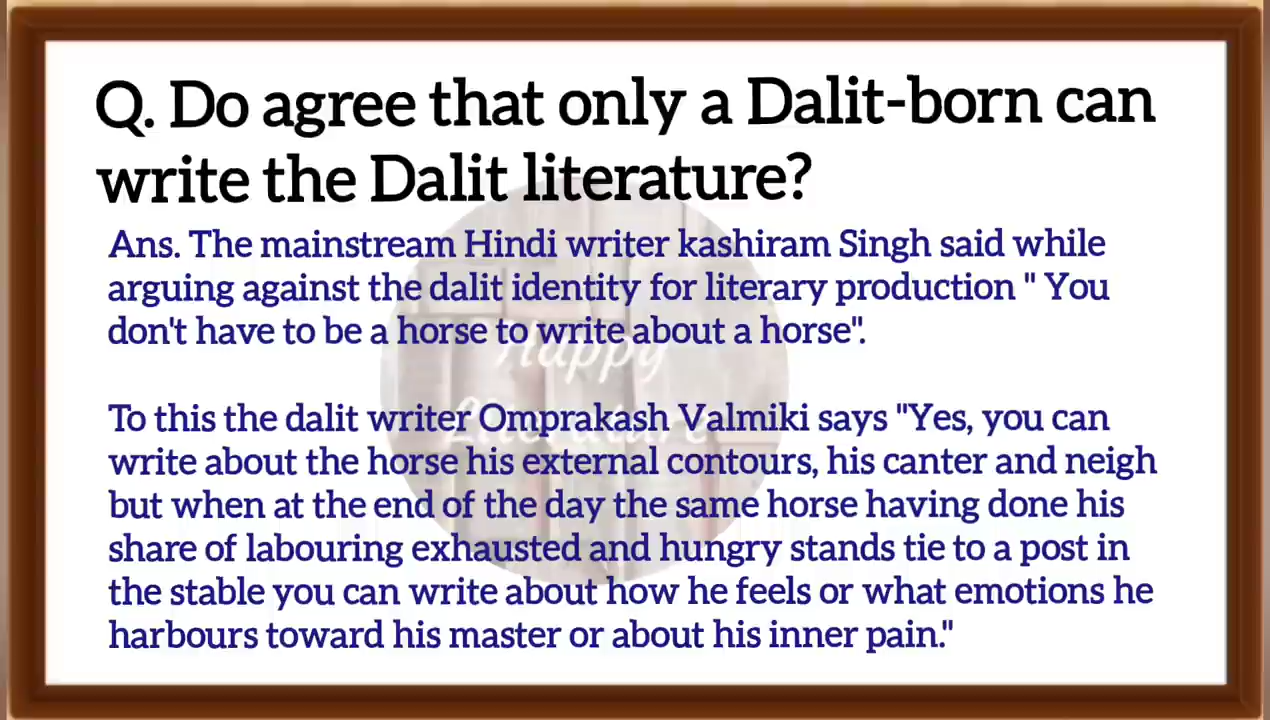 Q. Do agree that only a Dalit-born can
write the Dalit literature?
Ans. The mainstream Hindi writer kashiram Singh said while
arguing against the dalit identity for literary production " You
don't have to be a horse to write about a horse".
Happy
Literature
To this the dalit writer Omprakash Valmiki says "Yes, you can
write about the horse his external contours, his canter and neigh
but when at the end of the day the same horse having done his
share of labouring exhausted and hungry stands tie to a post in
the stable you can write about how he feels or what emotions he
harbours toward his master or about his inner pain."